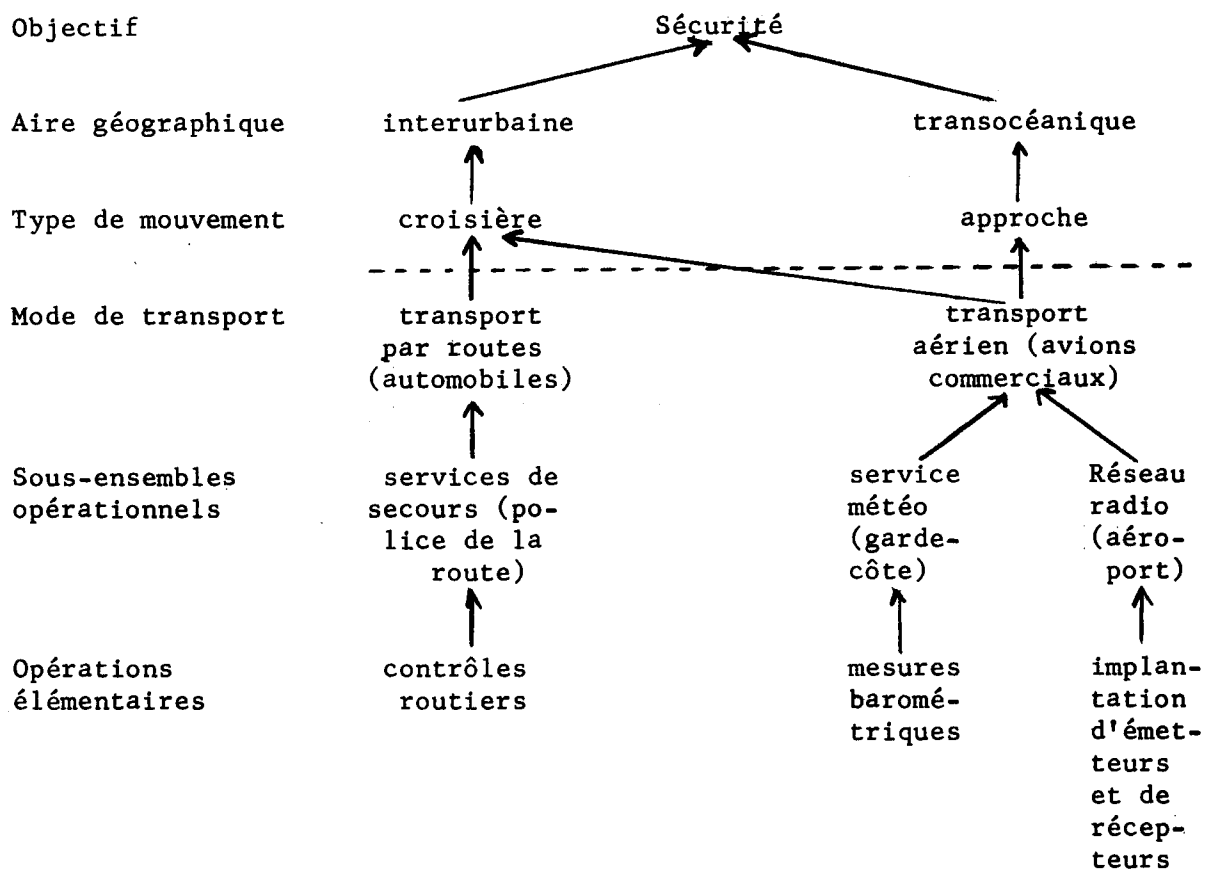 Objectif Sécurité
Aire géographique interurbaine transocéanique
Type de mouvement croisière approche
Mode de transport transport transport
par routes aérien (avions
(automobiles) commerciaux)
Sous-ensembles services de service Réseau
opérationnels secours (po- météo radio
lice de la (garde- (aéro-
route) côte) port)
Opérations contrôles mesures implan-
élémentaires routiers baromé- tation
triques d'émet-
teurs
et de
récep-
teurs